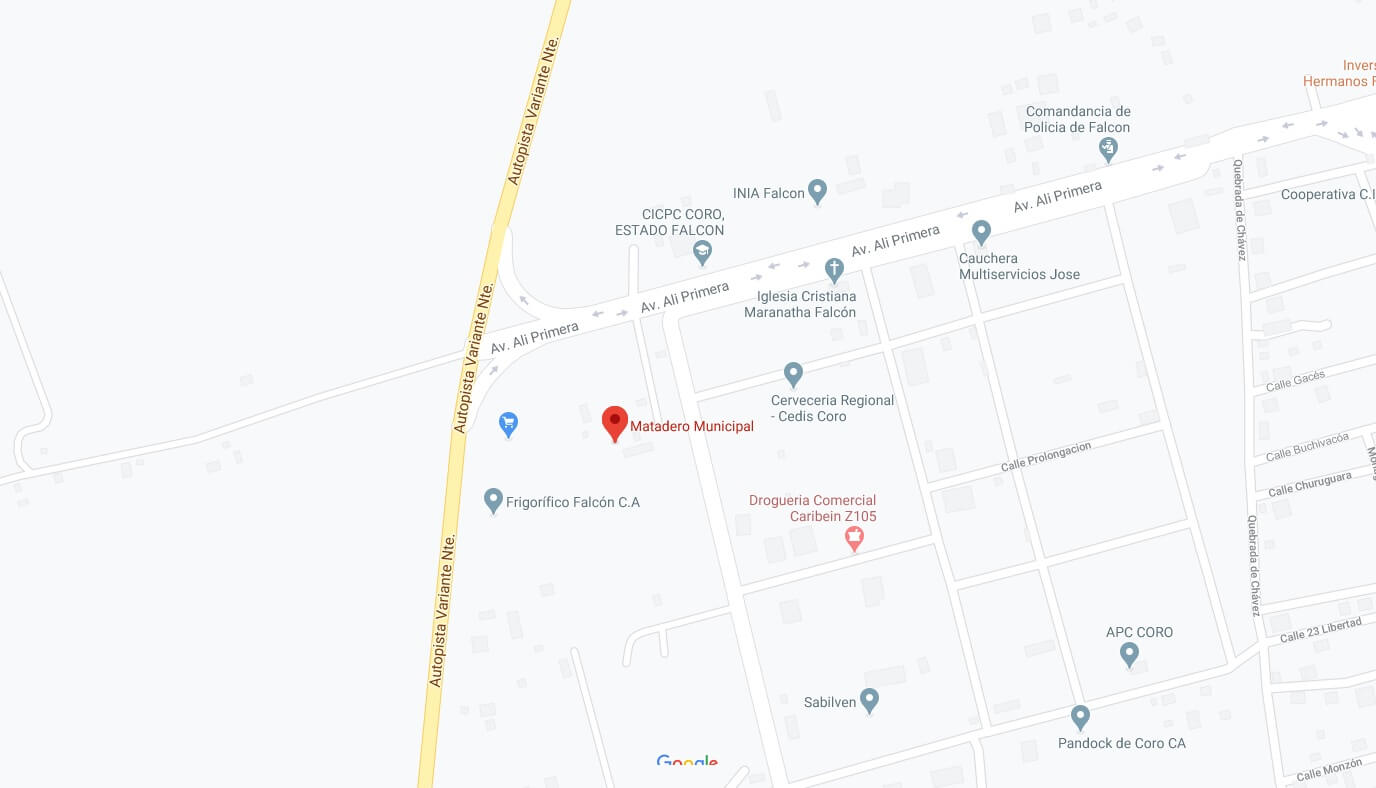 Autopista Variante Nte.
Inver
Hermanos F
Comandancia de
Policia de Falcon
INIA Falcon
Av. Ali Primera
Quebrada de Chávez
Cooperativa C.I
CICPC CORO,
ESTADO FALCON
Av. Ali Primera
Cauchera
Multiservicios Jose
Iglesia Cristiana
Maranatha Falcón
Av. Ali Primera
Autopista Variante Nte.
Av. Ali Primera
Cerveceria Regional
- Cedis Coro
Calle Gacés
Matadero Municipal
Calle Prolongacion
Calle Buchivacóa
Calle Churuguara
Frigorífico Falcón C.A
Drogueria Comercial
Caribein Z105
Autopista Variante Nte.
Quebrada de Chávez
APC CORO
Calle 23 Libertad
Sabilven
Pandock de Coro CA
Google
Calle Monzón